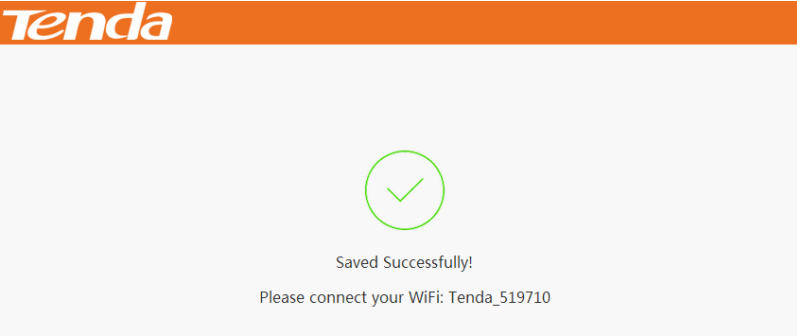 Tenda
Saved Successfully!
Please connect your WiFi: Tenda_519710